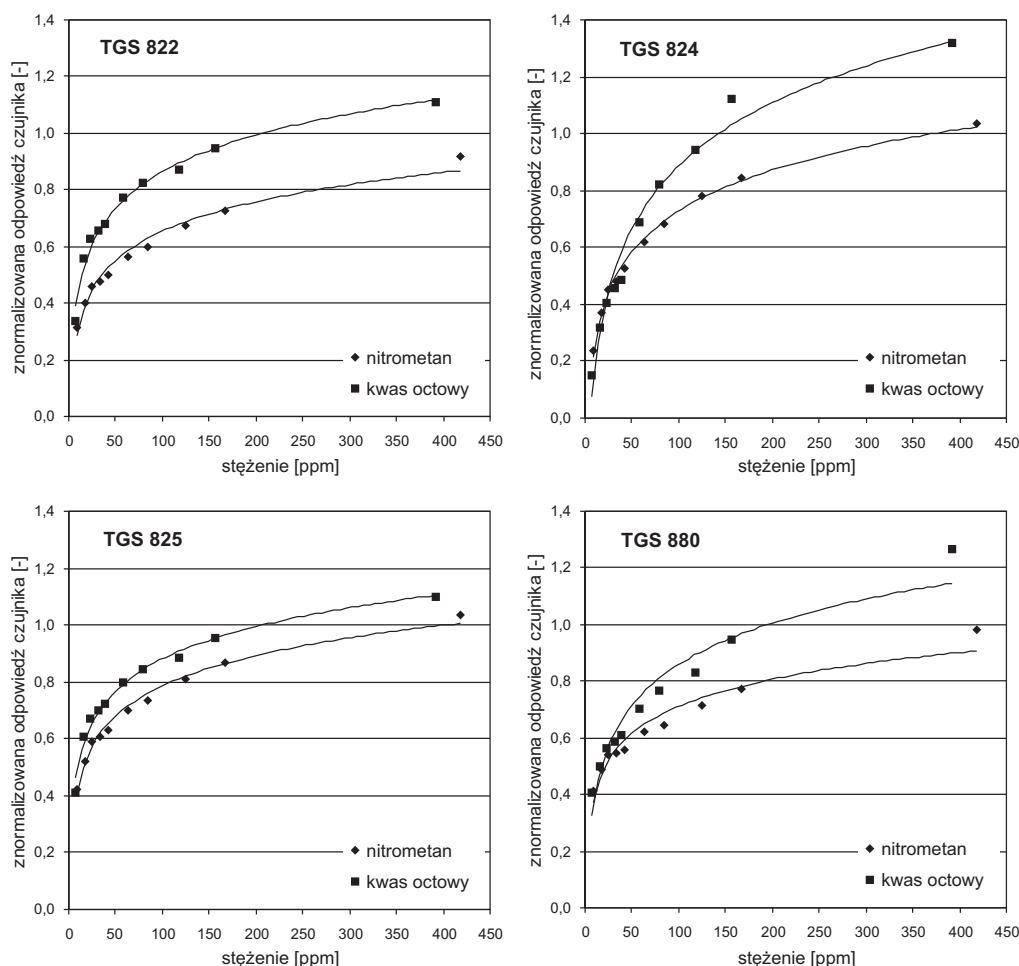 TGS 822
znormalizowana odpowiedź czujnika [-]
1,4
1,2
1,0
0,8
0,6
0,4
0,2
0,0
nitrometan
kwas octowy
0 50 100 150 200 250 300 350 400 450
stężenie [ppm]
TGS 824
znormalizowana odpowiedź czujnika [-]
1,4
1,2
1,0
0,8
0,6
0,4
0,2
0,0
nitrometan
kwas octowy
0 50 100 150 200 250 300 350 400 450
stężenie [ppm]
TGS 825
znormalizowana odpowiedź czujnika [-]
1,4
1,2
1,0
0,8
0,6
0,4
0,2
0,0
nitrometan
kwas octowy
0 50 100 150 200 250 300 350 400 450
stężenie [ppm]
TGS 880
znormalizowana odpowiedź czujnika [-]
1,4
1,2
1,0
0,8
0,6
0,4
0,2
0,0
nitrometan
kwas octowy
0 50 100 150 200 250 300 350 400 450
stężenie [ppm]